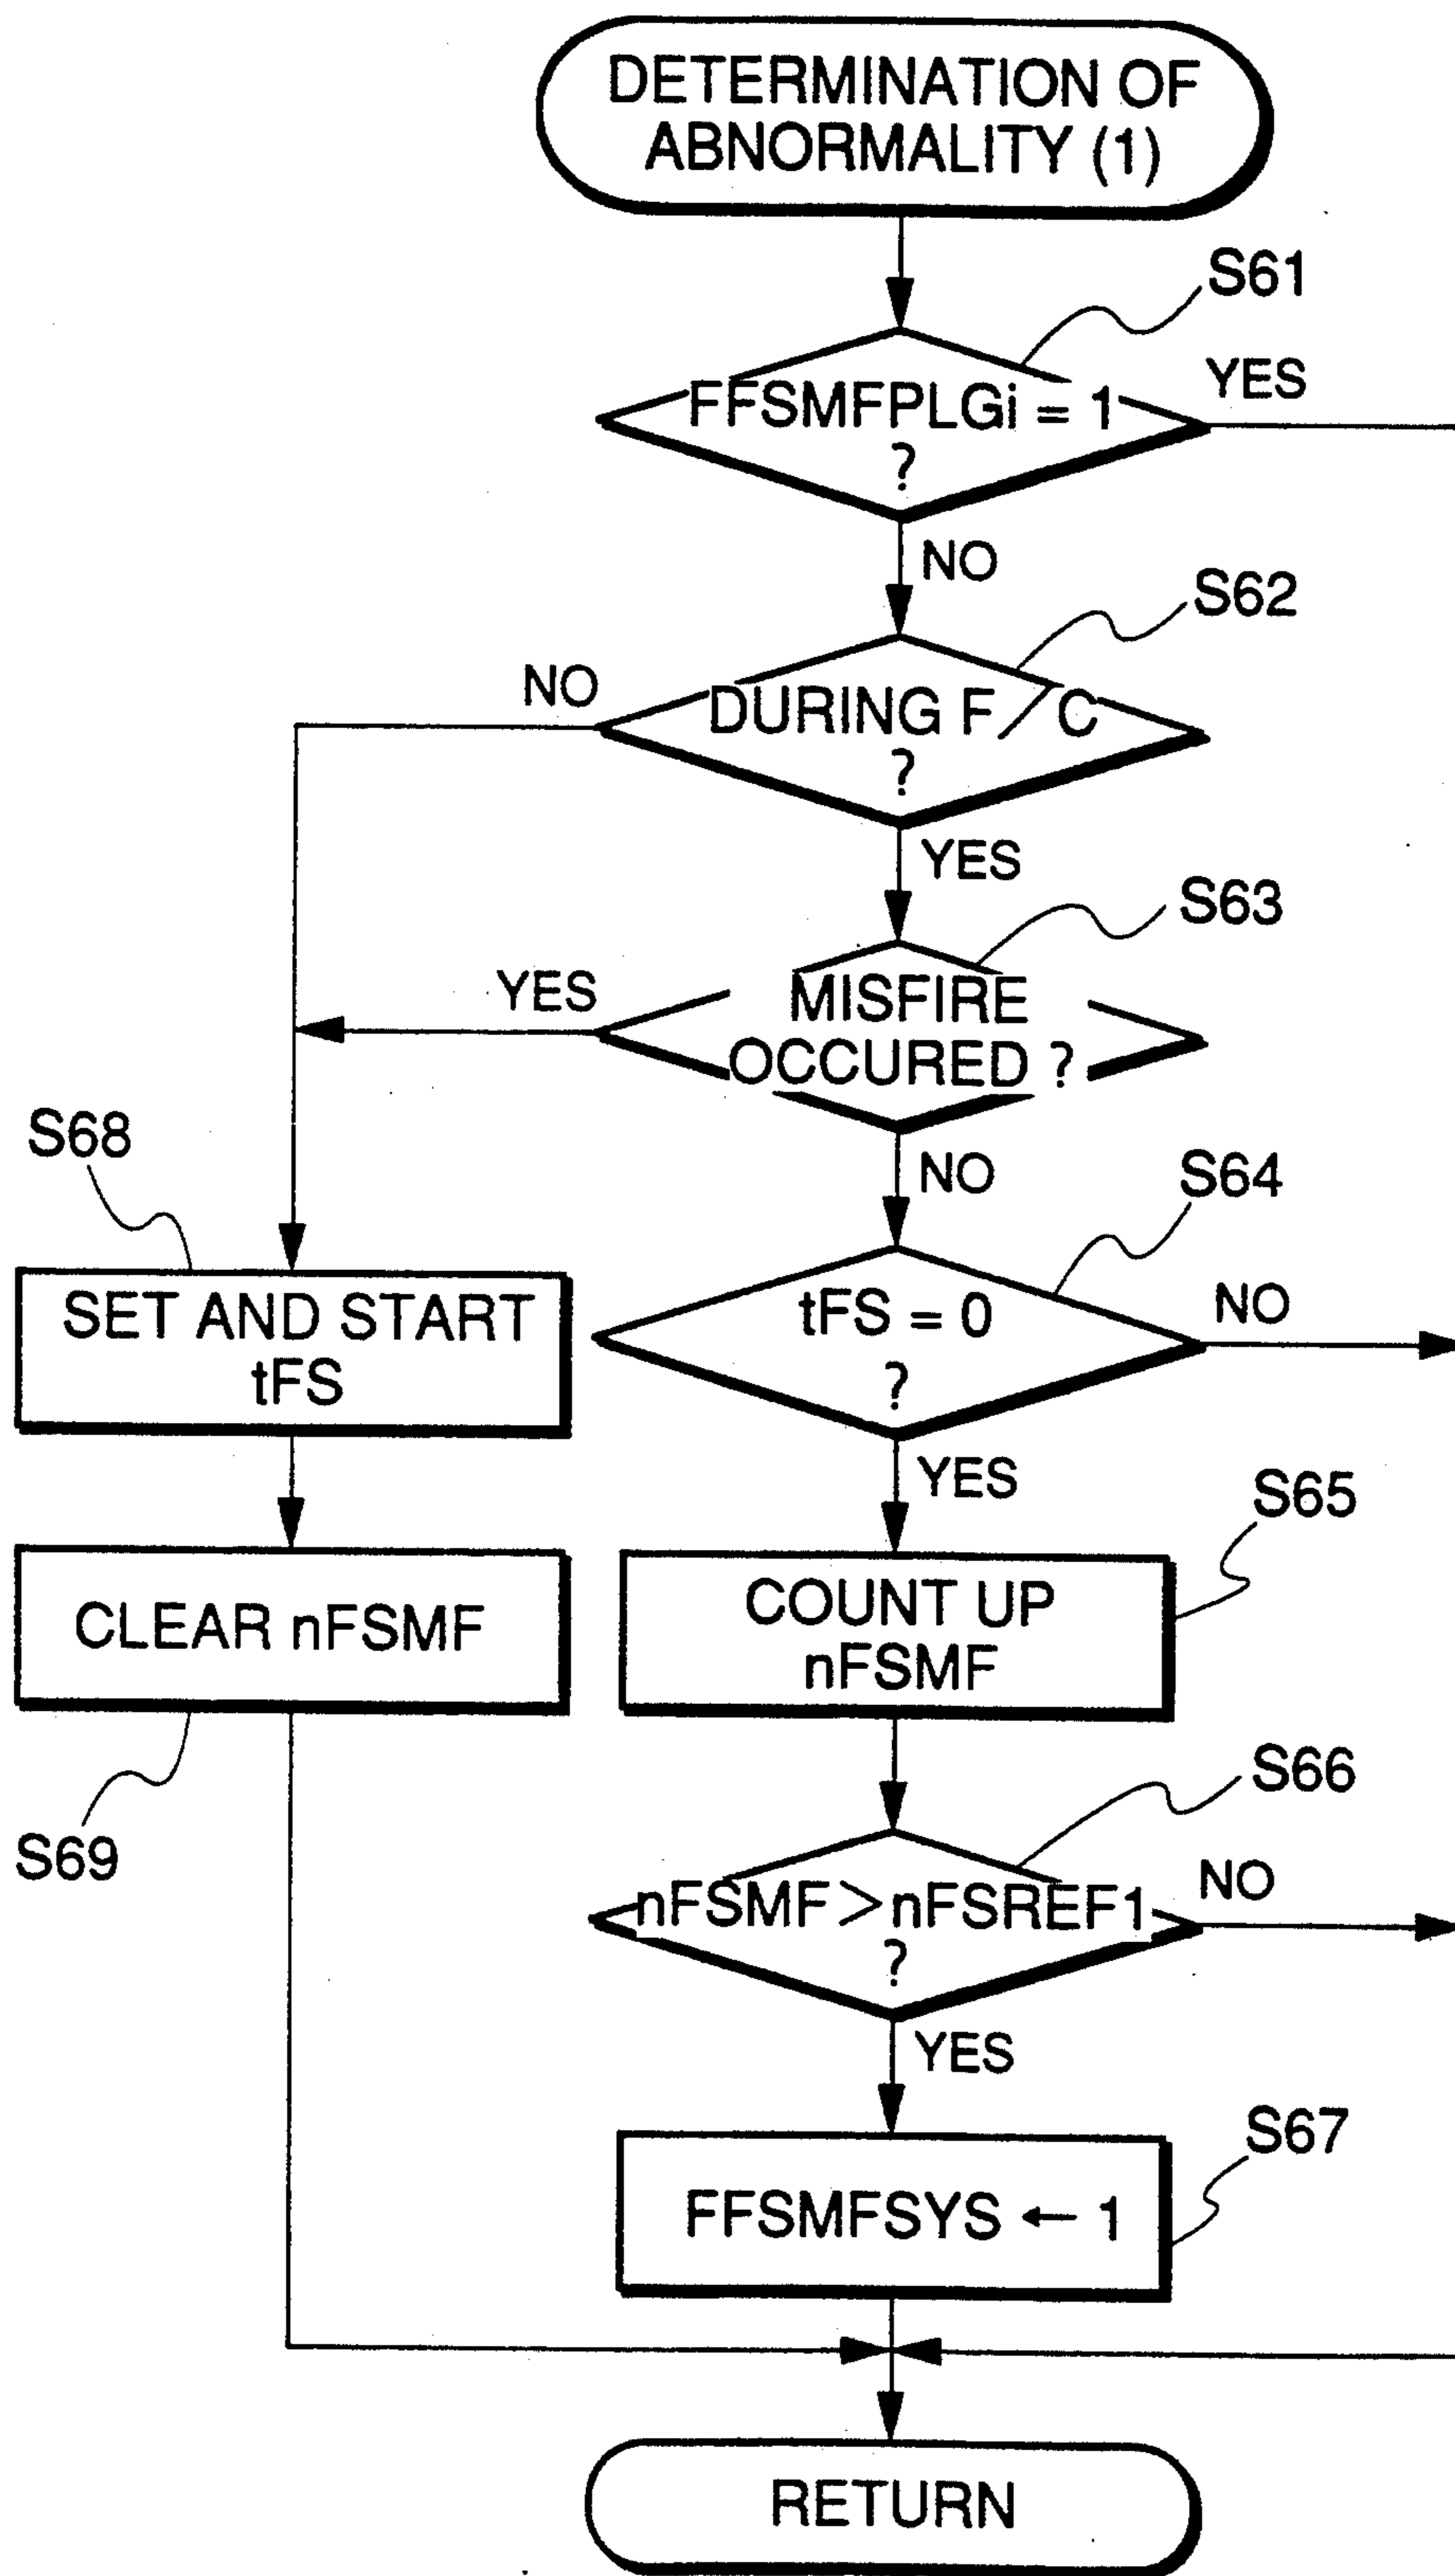 DETERMINATION OF
ABNORMALITY (1)
S61
FFSMFPLGi = 1
?
YES
NO
S62
DURING F/C
?
NO
YES
S63
MISFIRE
OCCURED ?
YES
NO
S64
tFS = 0
?
NO
YES
S68
SET AND START
tFS
S65
COUNT UP
nFSMF
CLEAR nFSMF
S69
S66
nFSMF>nFSREF1
?
NO
YES
S67
FFSMFSYS ← 1
RETURN